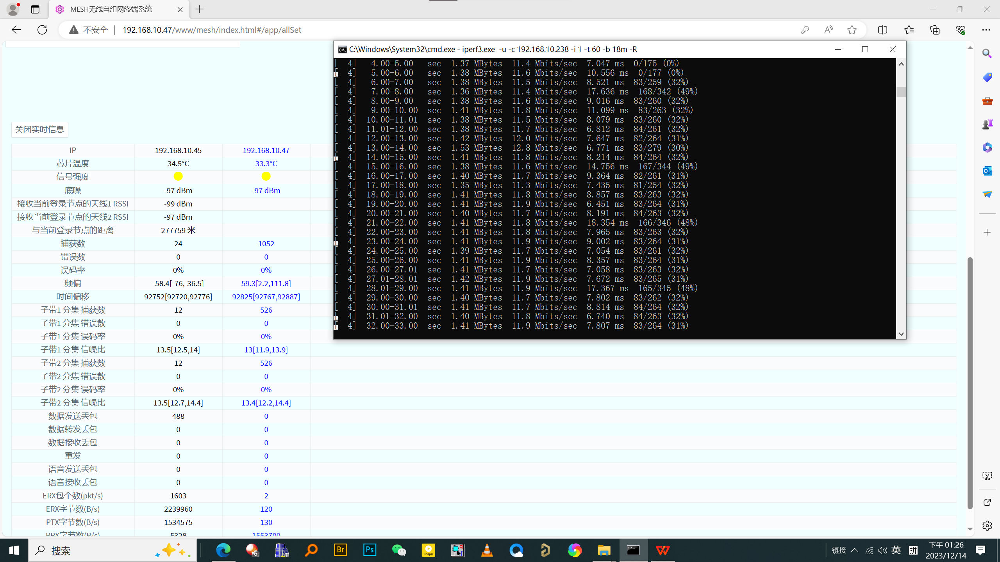 MESH无线自组网终端系统
不安全 192.168.10.47/www/mesh/index.html#/app/allSet
C:\Windows\System32\cmd.exe - iperf3.exe -u -c 192.168.10.238 -i 1 -t 60 -b 18m -R
[ 4] 4.00-5.00 sec 1.37 MBytes 11.4 Mbits/sec 7.047 ms 0/175 (0%)
[ 4] 5.00-6.00 sec 1.38 MBytes 11.6 Mbits/sec 10.556 ms 0/177 (0%)
[ 4] 6.00-7.00 sec 1.38 MBytes 11.5 Mbits/sec 8.521 ms 83/259 (32%)
[ 4] 7.00-8.00 sec 1.36 MBytes 11.4 Mbits/sec 17.636 ms 168/342 (49%)
[ 4] 8.00-9.00 sec 1.38 MBytes 11.6 Mbits/sec 9.016 ms 83/260 (32%)
[ 4] 9.00-10.00 sec 1.41 MBytes 11.8 Mbits/sec 11.099 ms 83/263 (32%)
[ 4] 10.00-11.01 sec 1.38 MBytes 11.5 Mbits/sec 8.079 ms 83/260 (32%)
[ 4] 11.01-12.00 sec 1.38 MBytes 11.7 Mbits/sec 6.812 ms 84/261 (32%)
[ 4] 12.00-13.00 sec 1.42 MBytes 12.0 Mbits/sec 7.647 ms 82/264 (31%)
[ 4] 13.00-14.00 sec 1.53 MBytes 12.8 Mbits/sec 6.771 ms 83/279 (30%)
[ 4] 14.00-15.00 sec 1.41 MBytes 11.8 Mbits/sec 8.214 ms 84/264 (32%)
[ 4] 15.00-16.00 sec 1.38 MBytes 11.6 Mbits/sec 14.756 ms 167/344 (49%)
[ 4] 16.00-17.00 sec 1.40 MBytes 11.7 Mbits/sec 9.364 ms 82/261 (31%)
[ 4] 17.00-18.00 sec 1.35 MBytes 11.3 Mbits/sec 7.435 ms 81/254 (32%)
[ 4] 18.00-19.00 sec 1.41 MBytes 11.8 Mbits/sec 8.857 ms 83/263 (32%)
[ 4] 19.00-20.00 sec 1.41 MBytes 11.9 Mbits/sec 6.451 ms 83/264 (31%)
[ 4] 20.00-21.00 sec 1.40 MBytes 11.7 Mbits/sec 8.191 ms 84/263 (32%)
[ 4] 21.00-22.00 sec 1.41 MBytes 11.8 Mbits/sec 18.354 ms 166/346 (48%)
[ 4] 22.00-23.00 sec 1.41 MBytes 11.8 Mbits/sec 7.965 ms 83/263 (32%)
[ 4] 23.00-24.00 sec 1.41 MBytes 11.9 Mbits/sec 9.002 ms 83/264 (31%)
[ 4] 24.00-25.00 sec 1.39 MBytes 11.7 Mbits/sec 7.054 ms 83/261 (32%)
[ 4] 25.00-26.00 sec 1.41 MBytes 11.9 Mbits/sec 8.357 ms 83/264 (31%)
[ 4] 26.00-27.01 sec 1.41 MBytes 11.7 Mbits/sec 7.058 ms 83/263 (32%)
[ 4] 27.01-28.01 sec 1.42 MBytes 11.9 Mbits/sec 7.672 ms 83/265 (31%)
[ 4] 28.01-29.00 sec 1.41 MBytes 11.9 Mbits/sec 17.367 ms 165/345 (48%)
[ 4] 29.00-30.00 sec 1.40 MBytes 11.7 Mbits/sec 7.802 ms 83/262 (32%)
[ 4] 30.00-31.01 sec 1.41 MBytes 11.7 Mbits/sec 8.814 ms 84/264 (32%)
[ 4] 31.01-32.00 sec 1.40 MBytes 11.8 Mbits/sec 6.740 ms 84/263 (32%)
[ 4] 32.00-33.00 sec 1.41 MBytes 11.9 Mbits/sec 7.807 ms 83/264 (31%)
关闭实时信息
IP 192.168.10.45 192.168.10.47
芯片温度 34.5°C 33.3°C
信号强度
底噪 -97 dBm -97 dBm
接收当前登录节点的天线1 RSSI -99 dBm
接收当前登录节点的天线2 RSSI -97 dBm
与当前登录节点的距离 277759 米
捕获数 24 1052
错误数 0 0
误码率 0% 0%
频偏 -58.4[-76,-36.5] 59.3[2.2,111.8]
时间偏移 92752[92720,92776] 92825[92767,92887]
子带1 分集 捕获数 12 526
子带1 分集 错误数 0 0
子带1 分集 误码率 0% 0%
子带1 分集 信噪比 13.5[12.5,14] 13[11.9,13.9]
子带2 分集 捕获数 12 526
子带2 分集 错误数 0 0
子带2 分集 误码率 0% 0%
子带2 分集 信噪比 13.5[12.7,14.4] 13.4[12.2,14.4]
数据发送丢包 488 0
数据转发丢包 0 0
数据接收丢包 0 0
重发 0 0
语音发送丢包 0 0
语音接收丢包 0 0
ERX包个数(pkt/s) 1603 2
ERX字节数(B/s) 2239960 120
PTX字节数(B/s) 1534575 130
PRX字节数(B/s) 5328 1553700
搜索
Br
Ps
Player
链接
英
拼
下午 01:26
2023/12/14